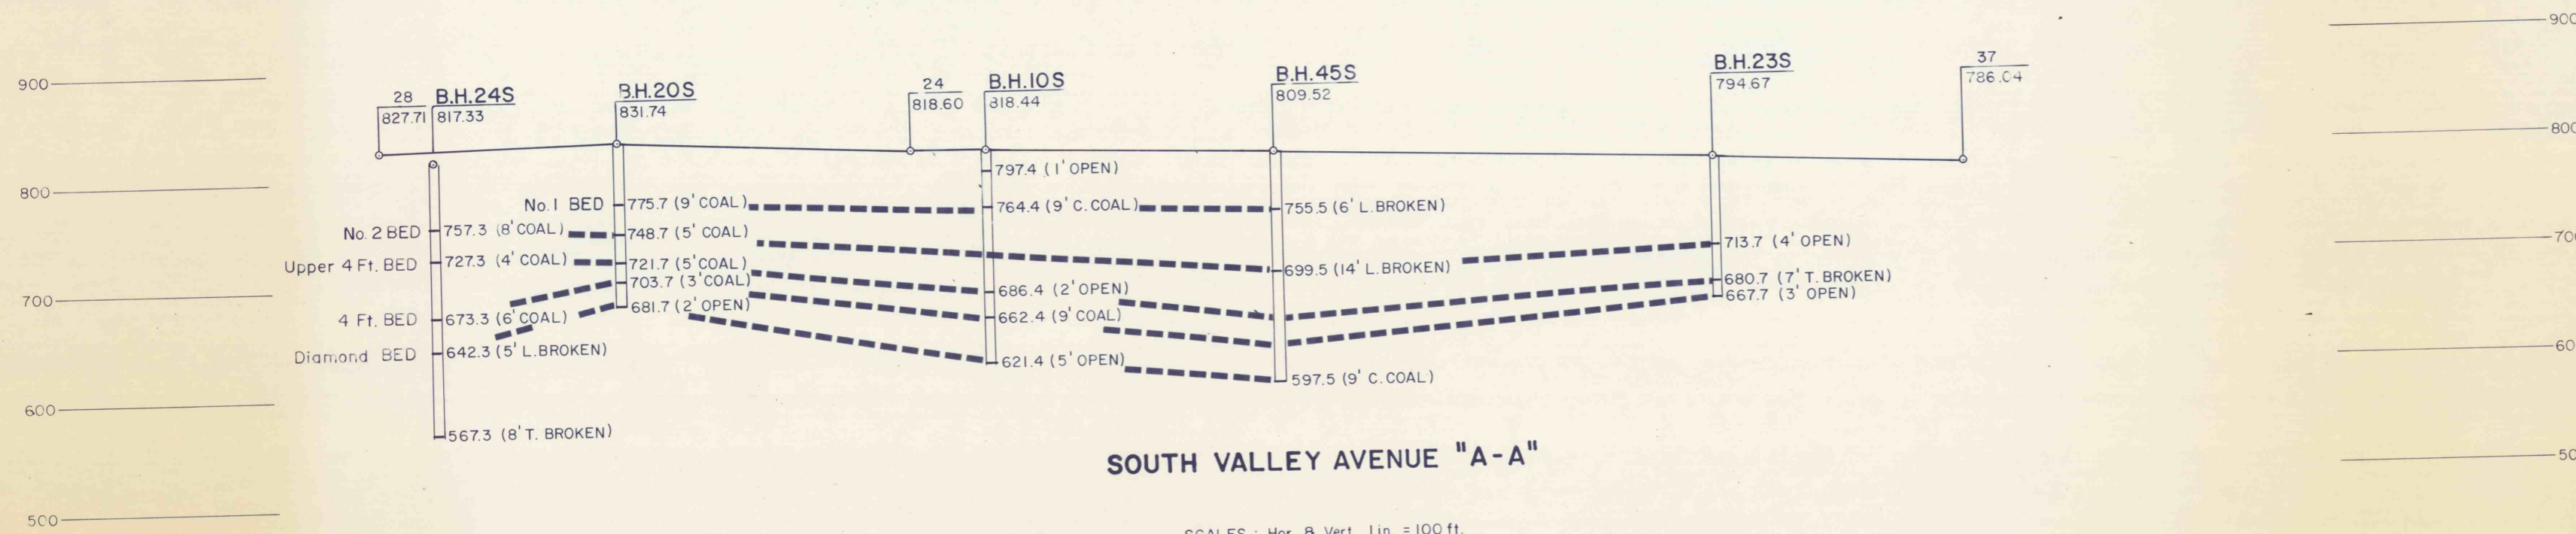 900
800
700
600
500
28
827.71
B.H.24S
817.33
B.H.20S
831.74
24
818.60
B.H.10S
818.44
B.H.45S
809.52
B.H.23S
794.67
37
786.04
No. 2 BED
757.3 (8' COAL)
Upper 4 Ft. BED
727.3 (4' COAL)
4 Ft. BED
673.3 (6' COAL)
Diamond BED
642.3 (5' L.BROKEN)
567.3 (8' T. BROKEN)
No.1 BED
775.7 (9' COAL)
748.7 (5' COAL)
721.7 (5' COAL)
703.7 (3' COAL)
681.7 (2' OPEN)
797.4 (1' OPEN)
764.4 (9' C.COAL)
686.4 (2' OPEN)
662.4 (9' COAL)
621.4 (5' OPEN)
755.5 (6' L.BROKEN)
699.5 (14' L.BROKEN)
597.5 (9' C.COAL)
713.7 (4' OPEN)
680.7 (7' T. BROKEN)
667.7 (3' OPEN)
900
800
70
60
50
SOUTH VALLEY AVENUE "A-A"
SCALES : Hor. & Vert. 1 in. = 100 ft.